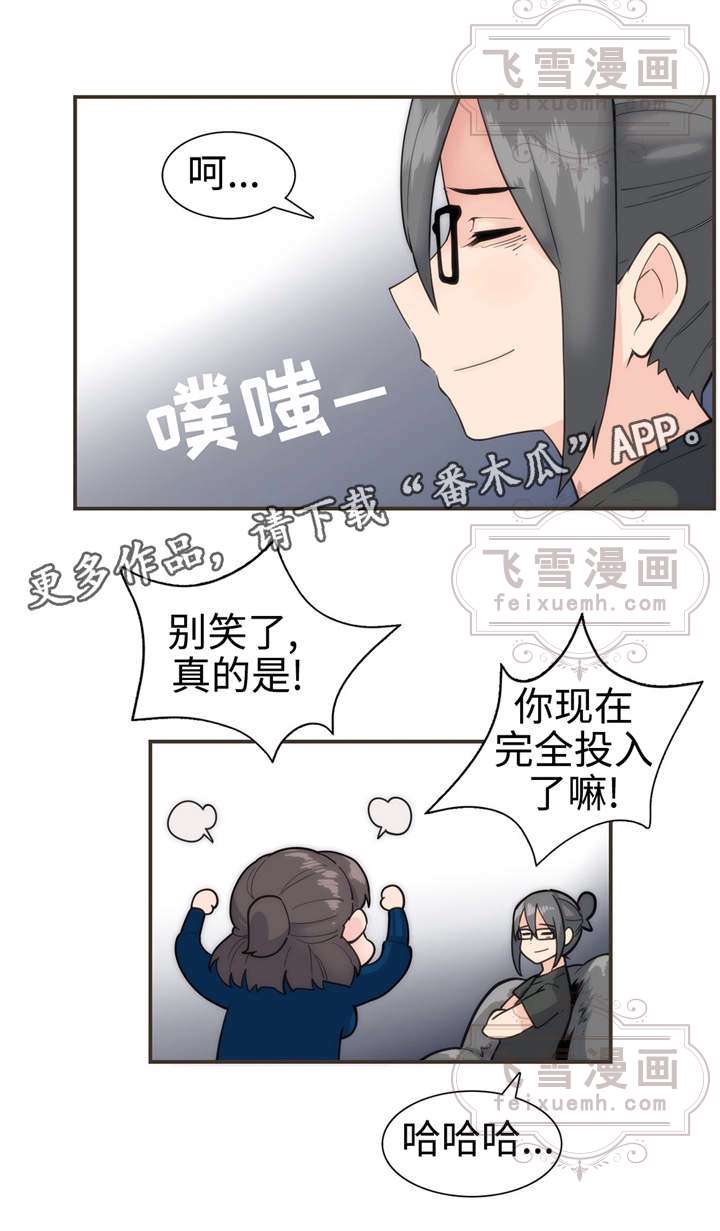 飞雪漫画
feixuemh.com
呵...
噗嗤—
更多作品，请下载“番木瓜”APP。
飞雪漫画
feixuemh.com
别笑了,
真的是!
你现在
完全投入
了嘛!
飞雪漫画
feixuemh.com
哈哈哈...